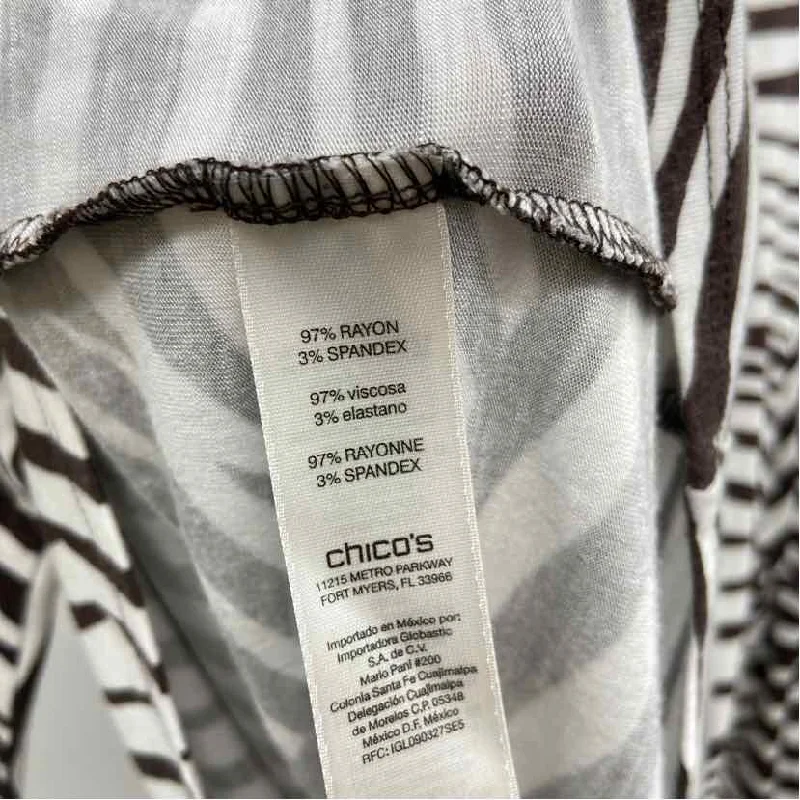 97% RAYON
3% SPANDEX
97% viscosa
3% elastano
97% RAYONNE
3% SPANDEX
chico's
11215 METRO PARKWAY
FORT MYERS, FL 33966
Importado en México por:
Importadora Globastic
S.A. de C.V.
Mario Pani #200
Colonia Santa Fe Cuajimalpa
Delegación Cuajimalpa
de Morelos C.P. 05348
México D.F. México
RFC: IGL090327SE5